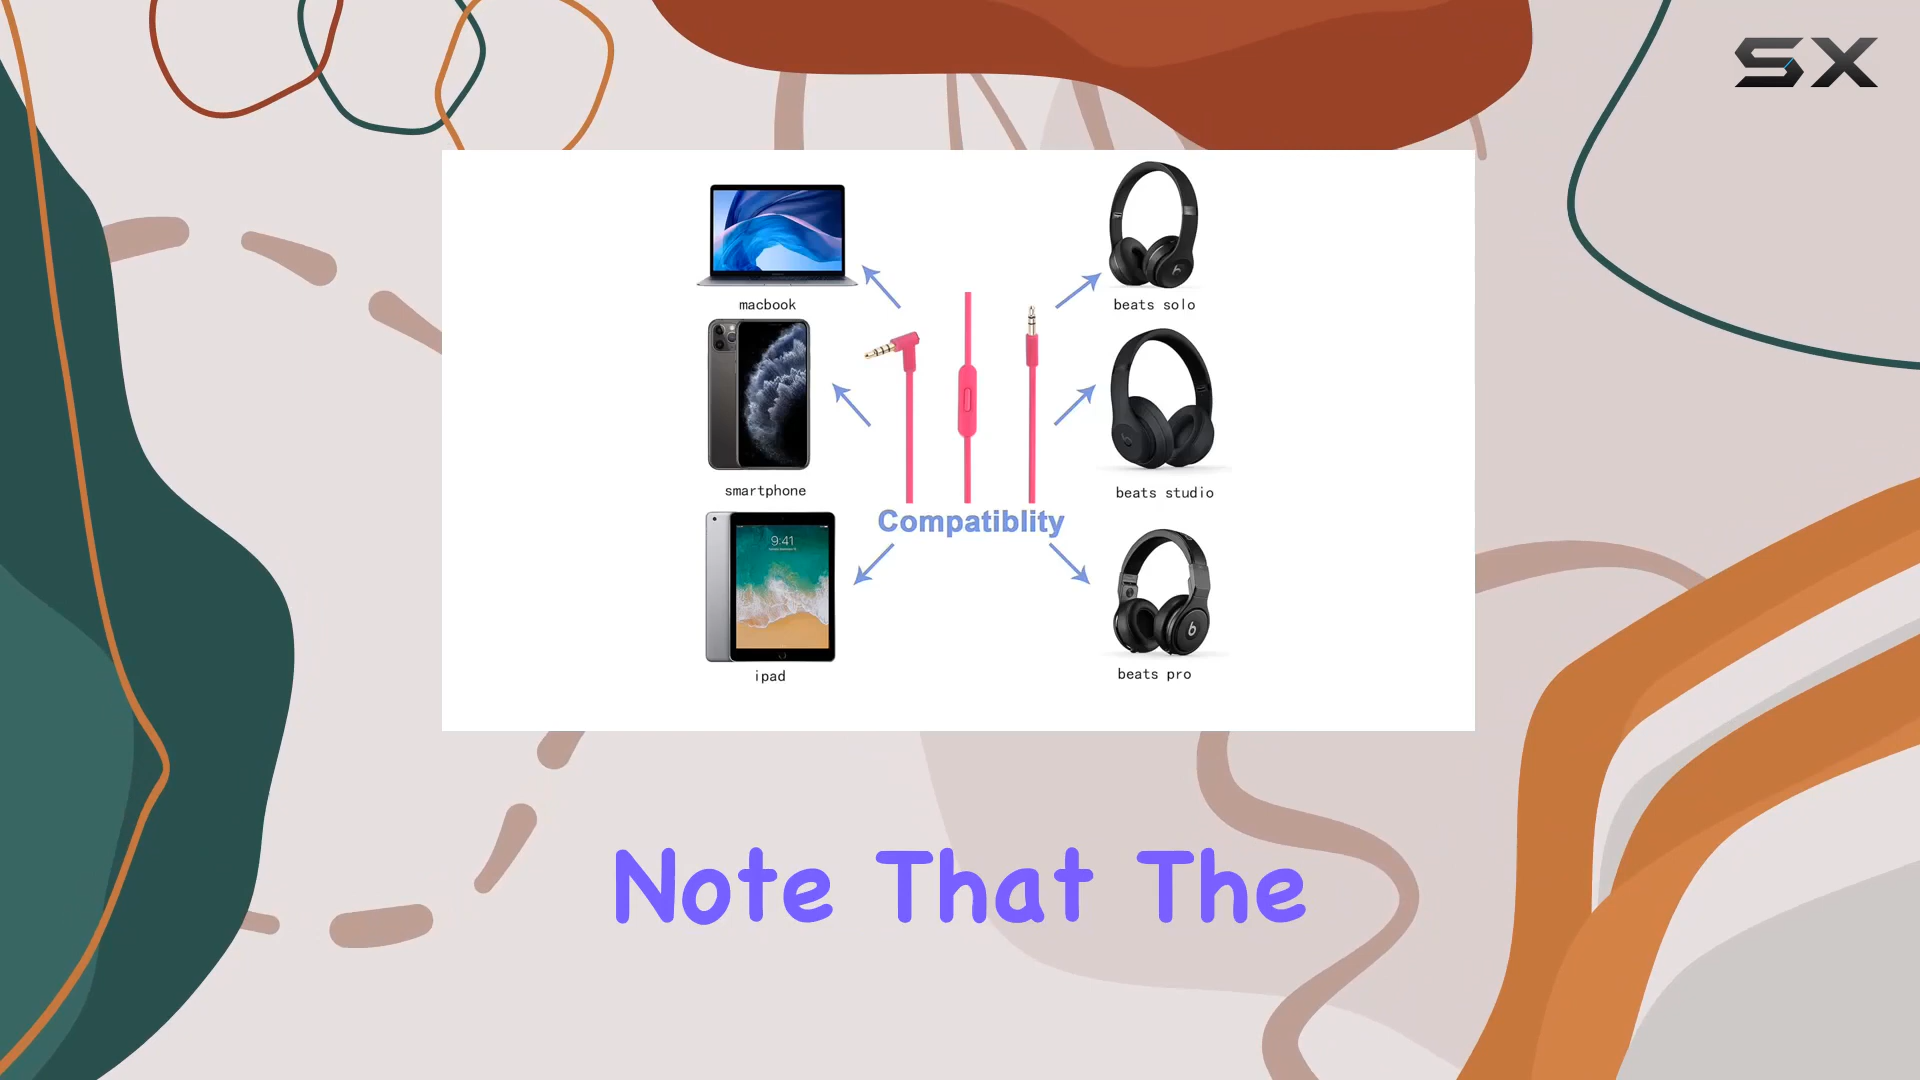 SX
macbook
beats solo
smartphone
beats studio
Compatiblity
9:41
ipad
beats pro
Note That The